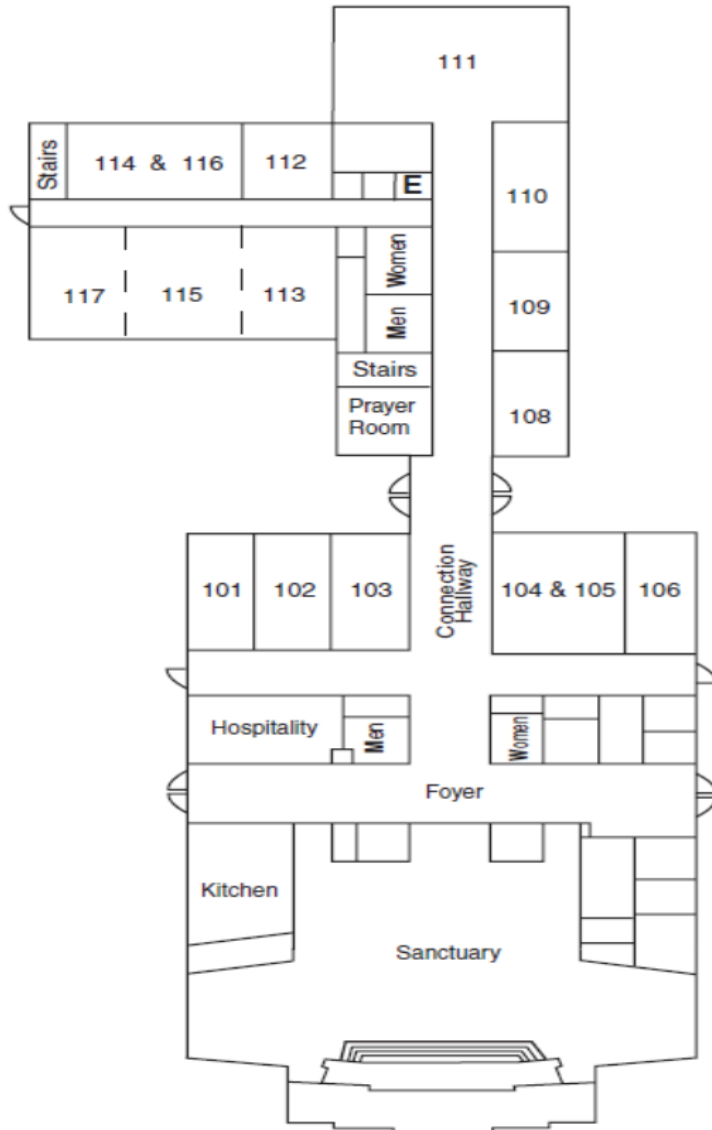 111
Stairs
114 & 116
112
E
110
117
115
113
Women
Men
109
Stairs
Prayer
Room
108
101
102
103
Connection
Hallway
104 & 105
106
Hospitality
Men
Women
Foyer
Kitchen
Sanctuary